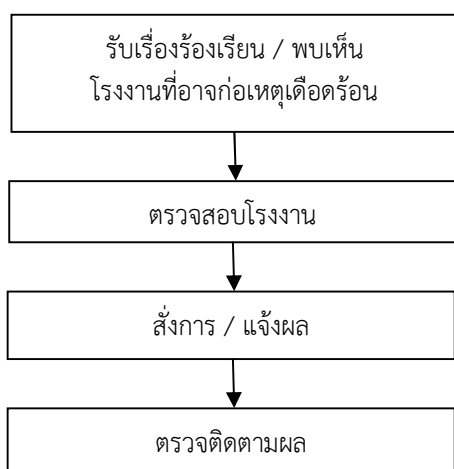 รับเรื่องร้องเรียน / พบเห็น
โรงงานที่อาจก่อเหตุเดือดร้อน
ตรวจสอบโรงงาน
สั่งการ / แจ้งผล
ตรวจติดตามผล